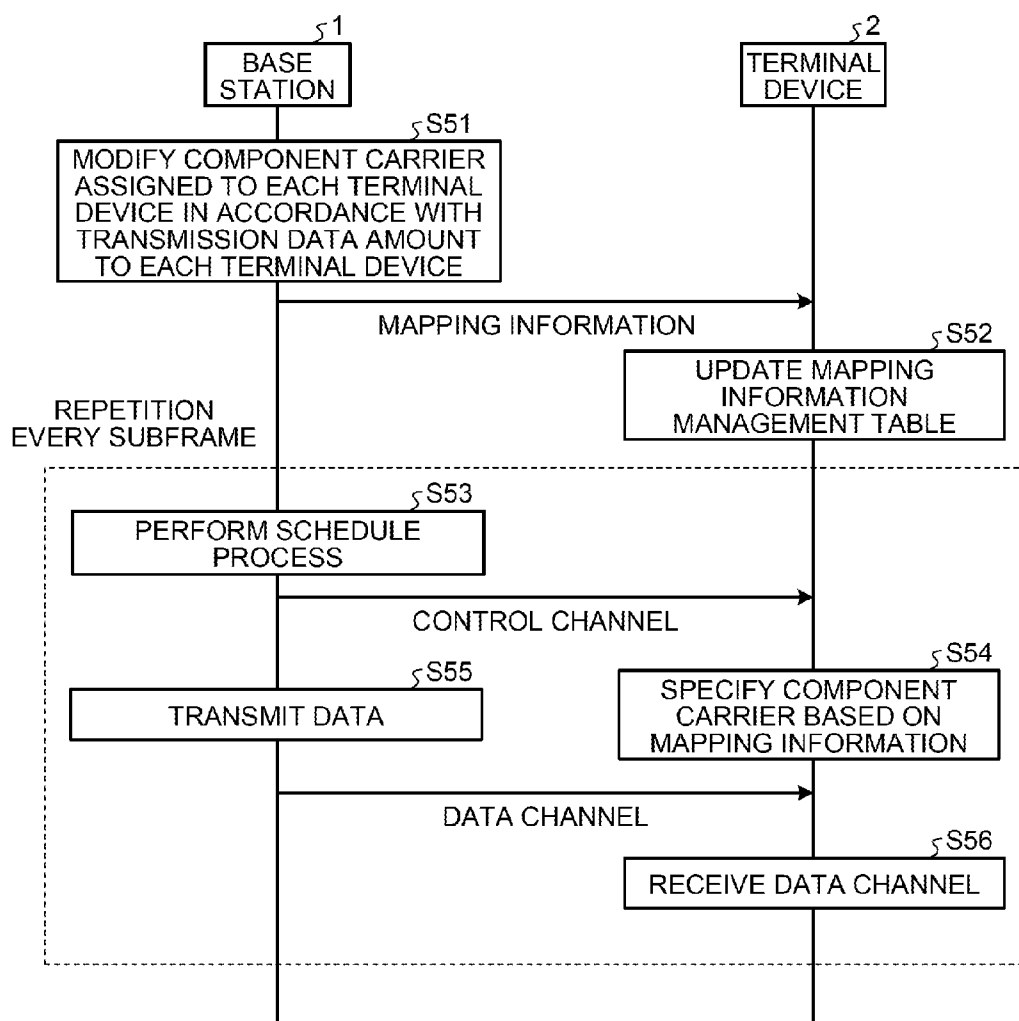 1
BASE
STATION
2
TERMINAL
DEVICE
S51
MODIFY COMPONENT CARRIER
ASSIGNED TO EACH TERMINAL
DEVICE IN ACCORDANCE WITH
TRANSMISSION DATA AMOUNT
TO EACH TERMINAL DEVICE
MAPPING INFORMATION
S52
UPDATE MAPPING
INFORMATION
MANAGEMENT TABLE
REPETITION
EVERY SUBFRAME
S53
PERFORM SCHEDULE
PROCESS
CONTROL CHANNEL
S54
SPECIFY COMPONENT
CARRIER BASED ON
MAPPING INFORMATION
S55
TRANSMIT DATA
DATA CHANNEL
S56
RECEIVE DATA CHANNEL